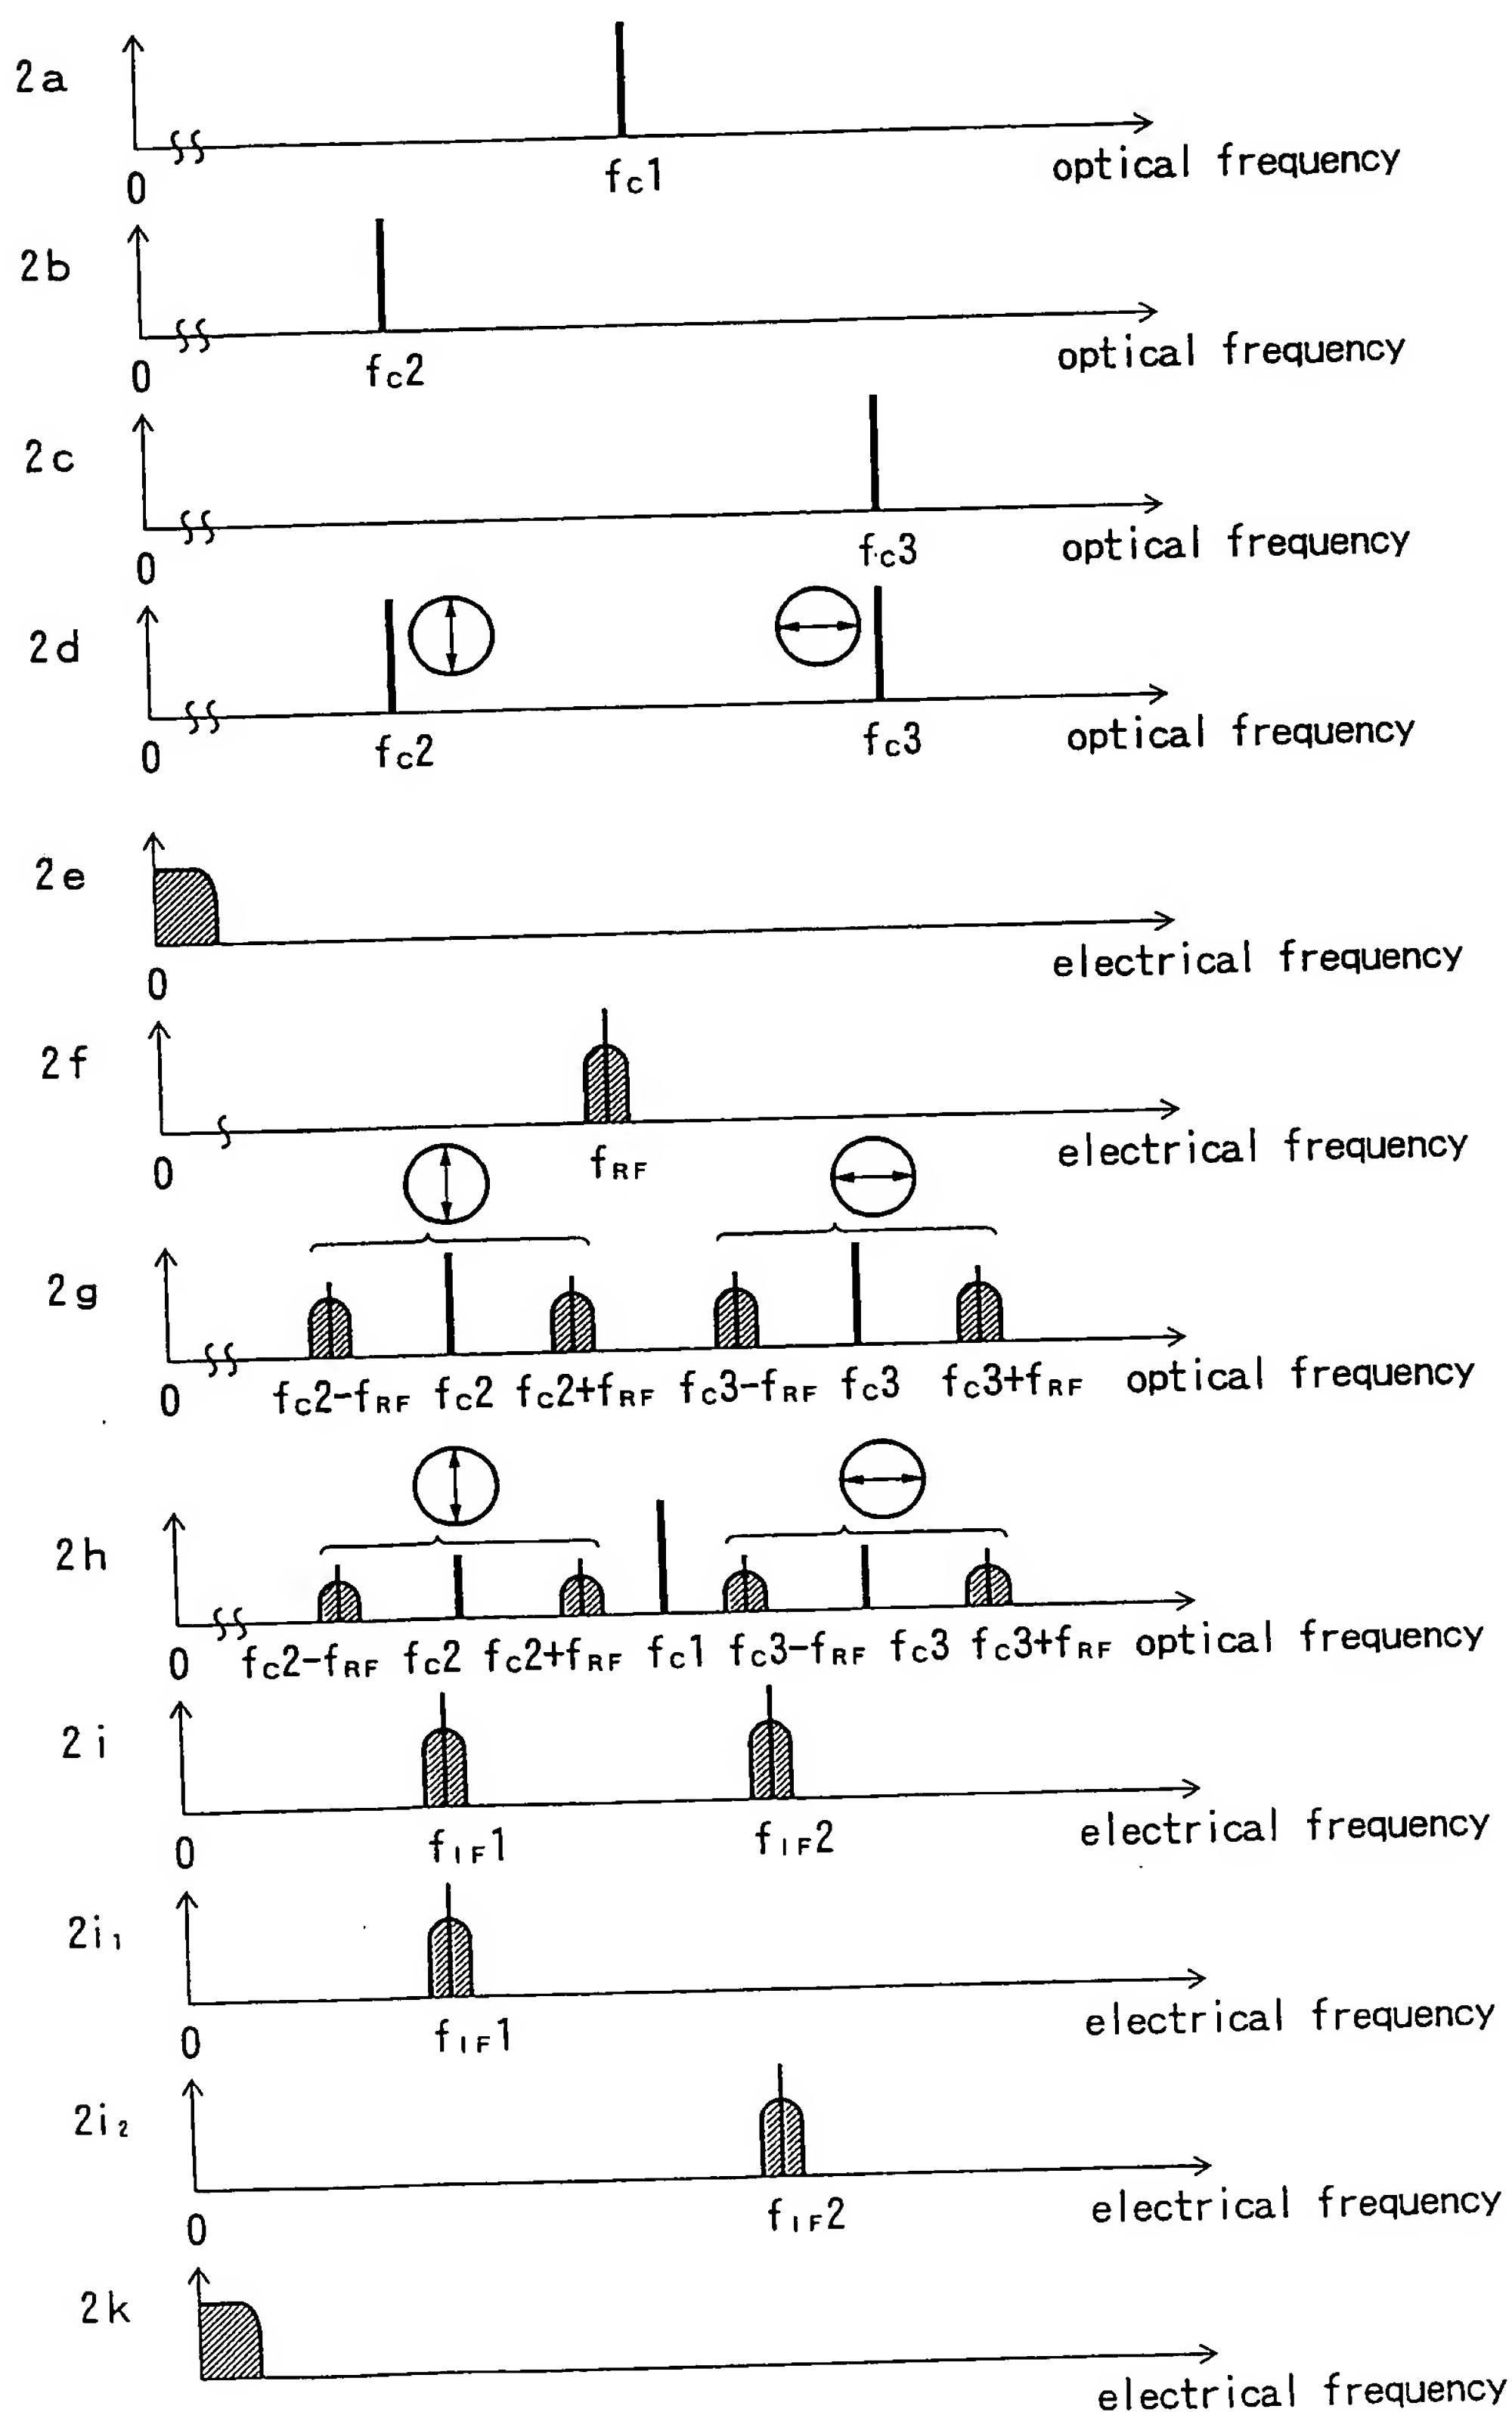 2a
0
fc1
optical frequency
2b
0
fc2
optical frequency
2c
0
fc3
optical frequency
2d
0
fc2
fc3
optical frequency
2e
0
electrical frequency
2f
0
fRF
electrical frequency
2g
0
fc2-fRF fc2 fc2+fRF fc3-fRF fc3 fc3+fRF optical frequency
2h
0
fc2-fRF fc2 fc2+fRF fc1 fc3-fRF fc3 fc3+fRF optical frequency
2i
0
fIF1
fIF2
electrical frequency
2i1
0
fIF1
electrical frequency
2i2
0
fIF2
electrical frequency
2k
electrical frequency